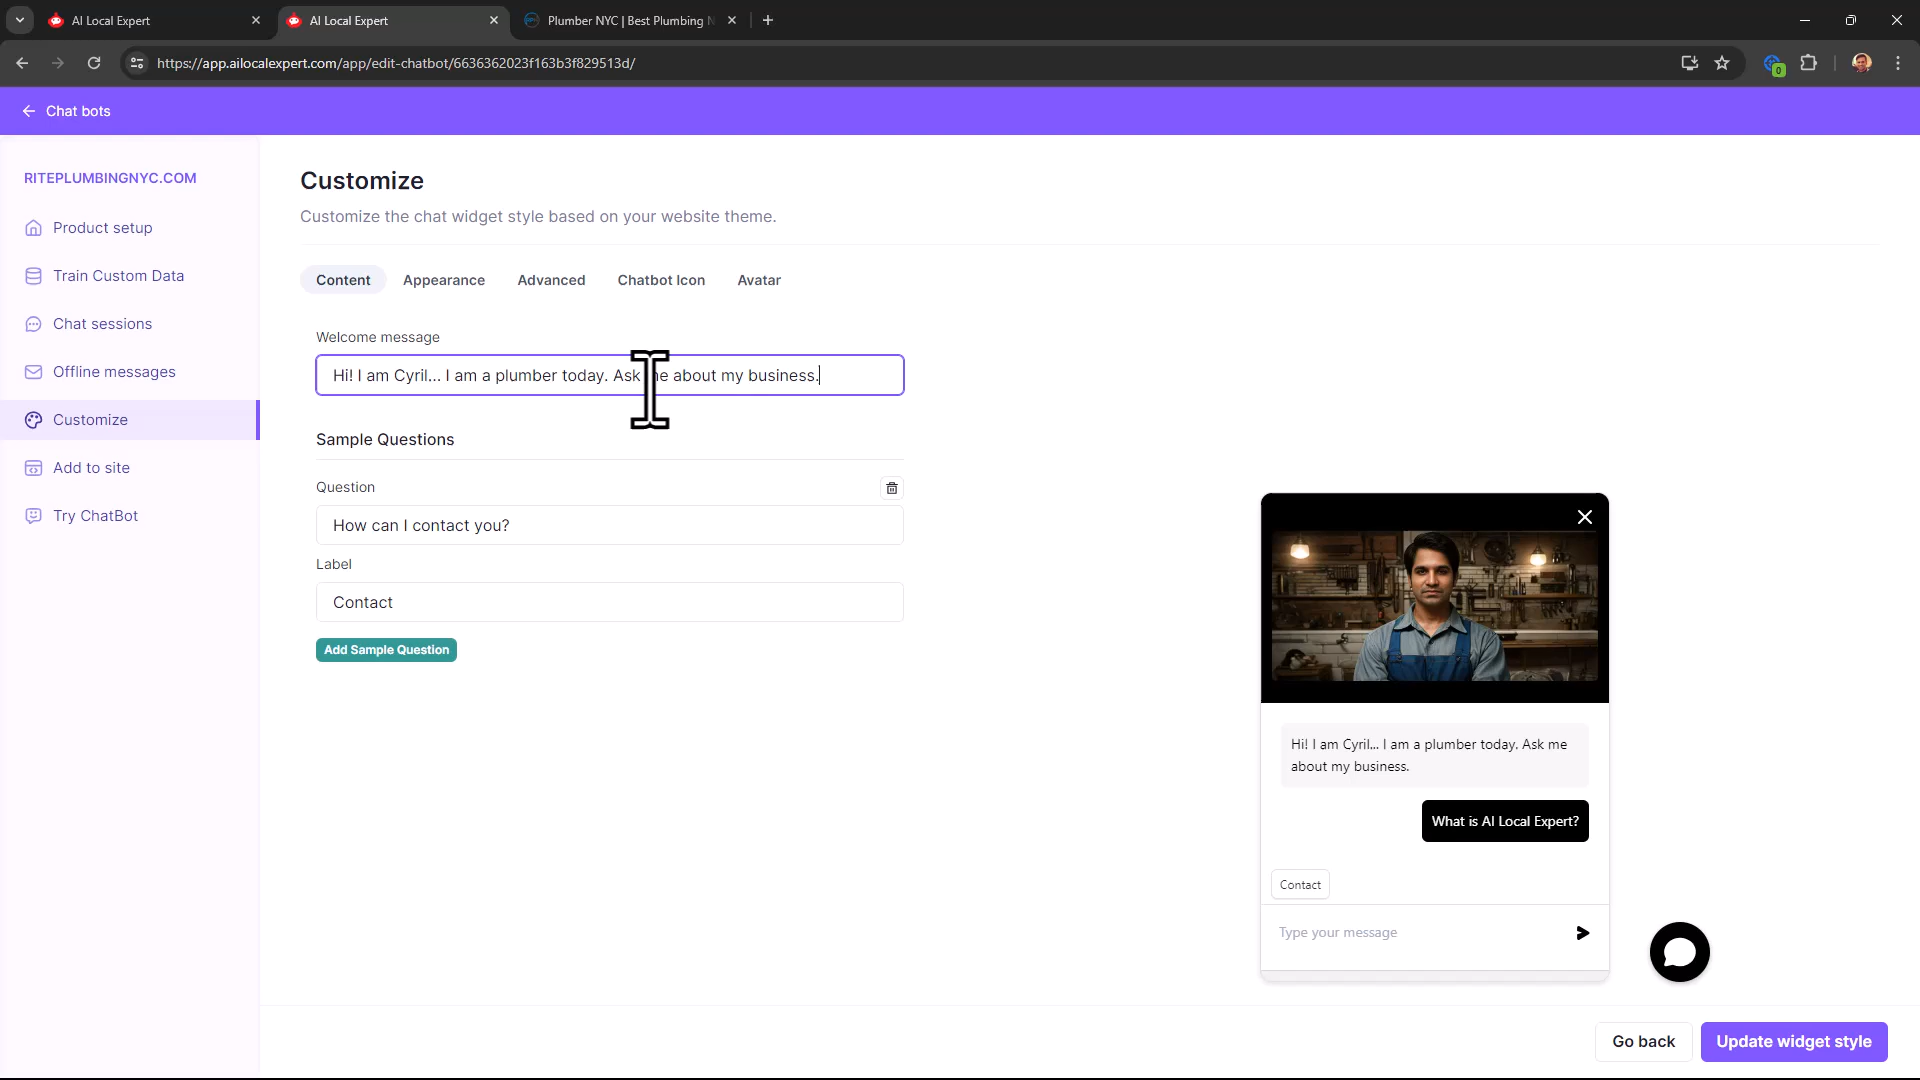 AI Local Expert
AI Local Expert
Plumber NYC | Best Plumbing
https://app.ailocalexpert.com/app/edit-chatbot/6636362023f163b3f829513d/
0
Chat bots
RITEPLUMBINGNYC.COM
Product setup
Train Custom Data
Chat sessions
Offline messages
Customize
Add to site
Try ChatBot
Customize
Customize the chat widget style based on your website theme.
Content Appearance Advanced Chatbot Icon Avatar
Welcome message
Hi! I am Cyril... I am a plumber today. Ask me about my business.
Sample Questions
Question
How can I contact you?
Label
Contact
Add Sample Question
Hi! I am Cyril... I am a plumber today. Ask me
about my business.
What is AI Local Expert?
Contact
Type your message
Go back
Update widget style